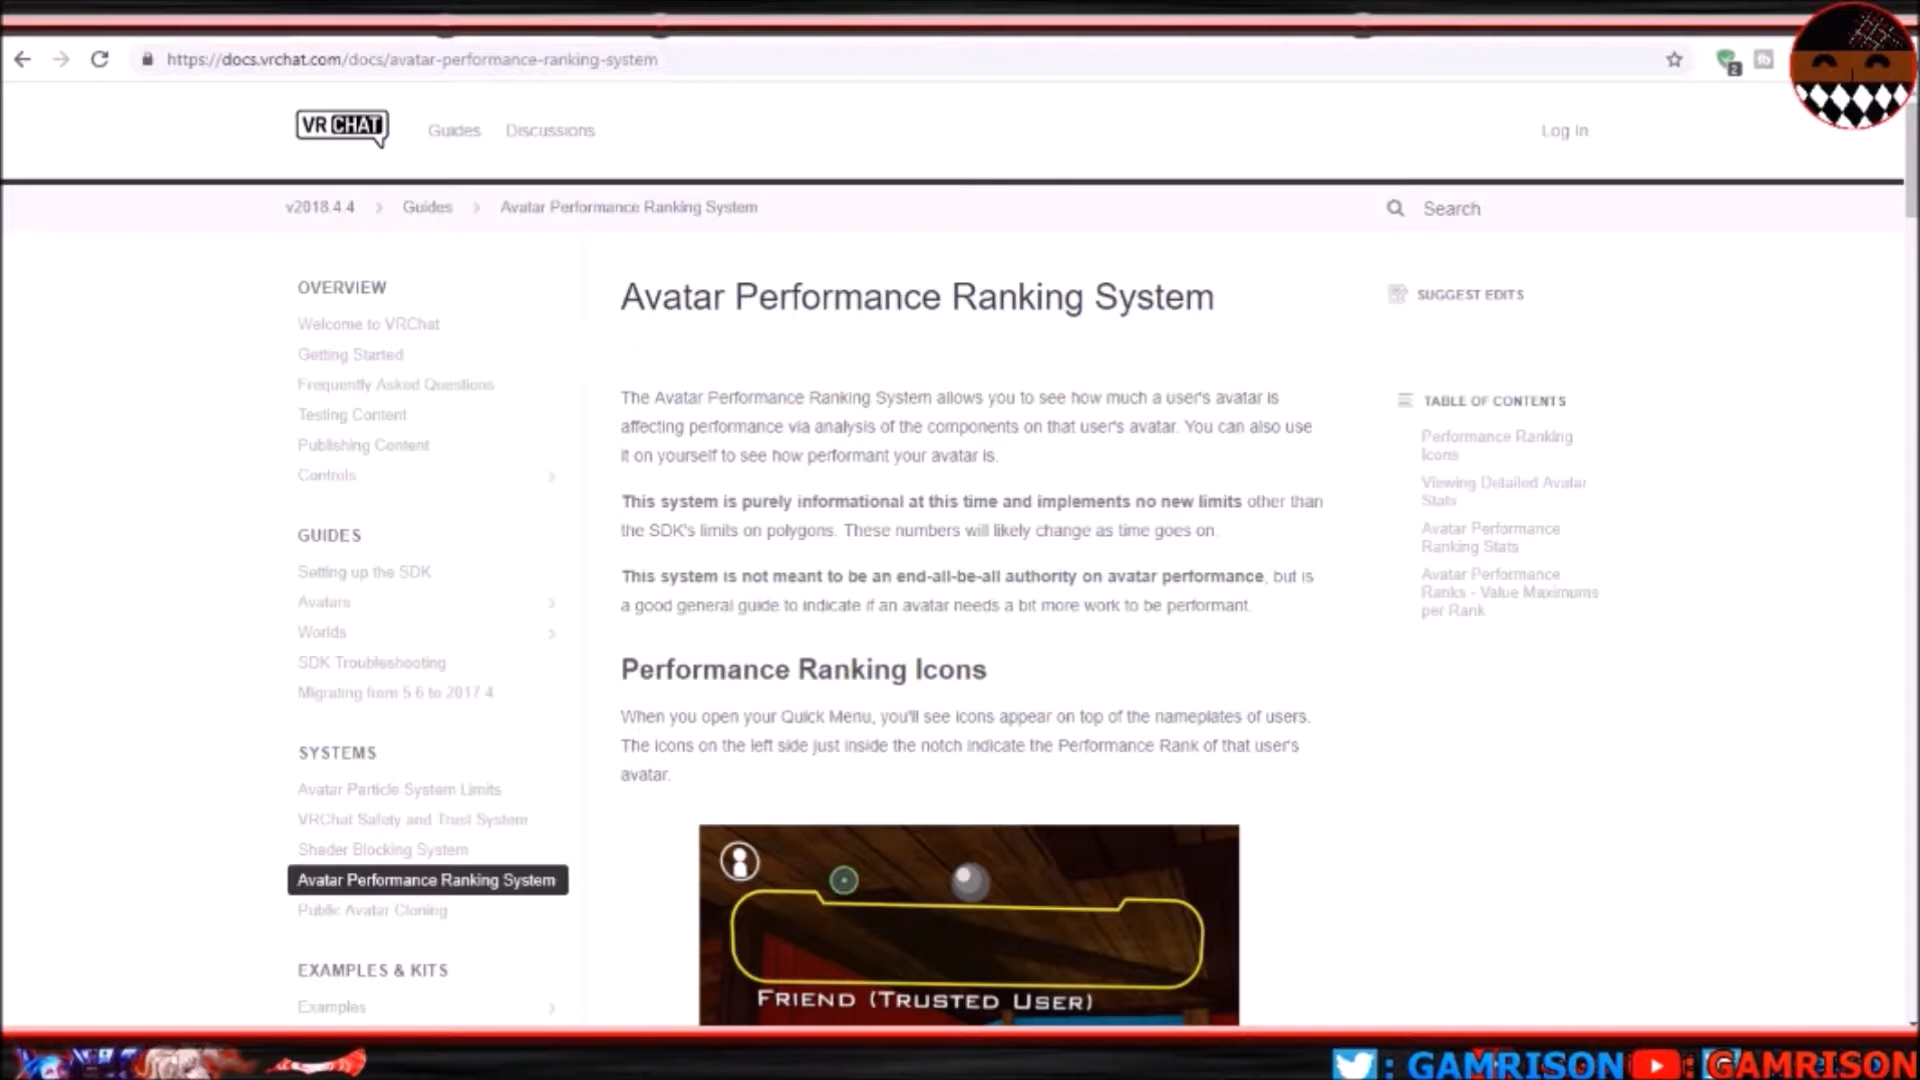 https://docs.vrchat.com/docs/avatar-performance-ranking-system
2
VR CHAT
Guides
Discussions
Log In
v2018.4.4
Guides
Avatar Performance Ranking System
Search
OVERVIEW
Welcome to VRChat
Getting Started
Frequently Asked Questions
Testing Content
Publishing Content
Controls
GUIDES
Setting up the SDK
Avatars
Worlds
SDK Troubleshooting
Migrating from 5.6 to 2017.4
SYSTEMS
Avatar Particle System Limits
VRChat Safety and Trust System
Shader Blocking System
Avatar Performance Ranking System
Public Avatar Cloning
EXAMPLES & KITS
Examples
Avatar Performance Ranking System
The Avatar Performance Ranking System allows you to see how much a user's avatar is
affecting performance via analysis of the components on that user's avatar. You can also use
it on yourself to see how performant your avatar is.
This system is purely informational at this time and implements no new limits other than
the SDK's limits on polygons. These numbers will likely change as time goes on.
This system is not meant to be an end-all-be-all authority on avatar performance, but is
a good general guide to indicate if an avatar needs a bit more work to be performant.
Performance Ranking Icons
When you open your Quick Menu, you'll see icons appear on top of the nameplates of users.
The icons on the left side just inside the notch indicate the Performance Rank of that user's
avatar.
FRIEND (TRUSTED USER)
SUGGEST EDITS
TABLE OF CONTENTS
Performance Ranking
Icons
Viewing Detailed Avatar
Stats
Avatar Performance
Ranking Stats
Avatar Performance
Ranks - Value Maximums
per Rank
: GAMRISON
: GAMRISON